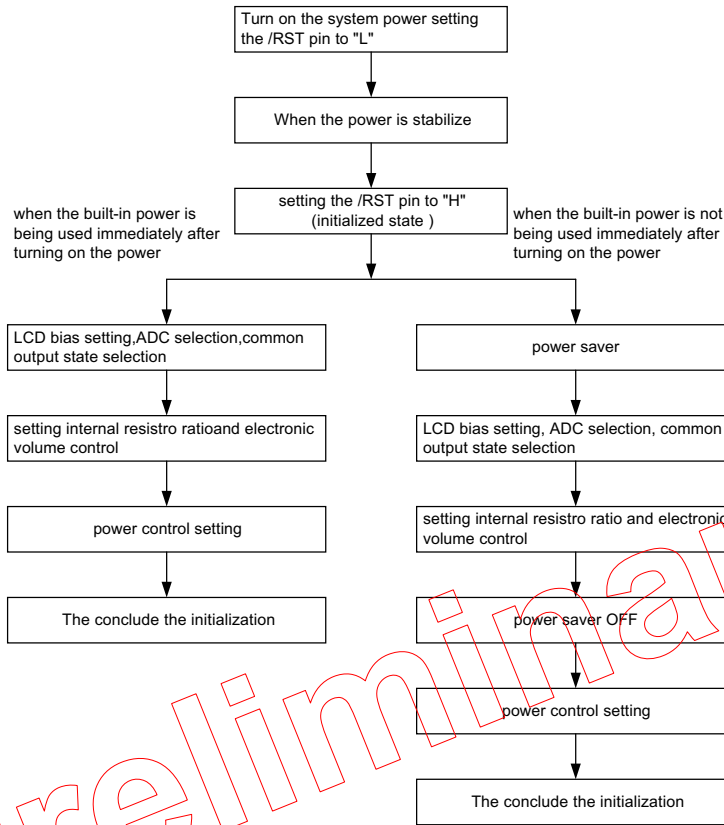 Turn on the system power setting
the /RST pin to "L"
When the power is stabilize
setting the /RST pin to "H"
(initialized state )
when the built-in power is
being used immediately after
turning on the power
when the built-in power is not
being used immediately after
turning on the power
LCD bias setting,ADC selection,common
output state selection
setting internal resistro ratioand electronic
volume control
power control setting
The conclude the initialization
power saver
LCD bias setting, ADC selection, common
output state selection
setting internal resistro ratio and electronic
volume control
power saver OFF
power control setting
The conclude the initialization
reliminar